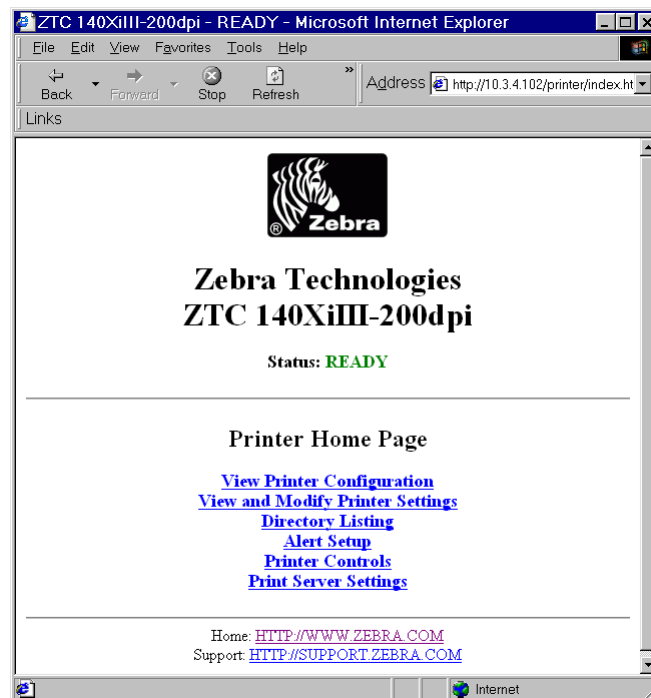 ZTC 140XiIII-200dpi - READY - Microsoft Internet Explorer
File Edit View Favorites Tools Help
Back Forward Stop Refresh » Address http://10.3.4.102/printer/index.ht
Links
® Zebra
Zebra Technologies
ZTC 140XiIII-200dpi
Status: READY
Printer Home Page
View Printer Configuration
View and Modify Printer Settings
Directory Listing
Alert Setup
Printer Controls
Print Server Settings
Home: HTTP://WWW.ZEBRA.COM
Support: HTTP://SUPPORT.ZEBRA.COM
Internet